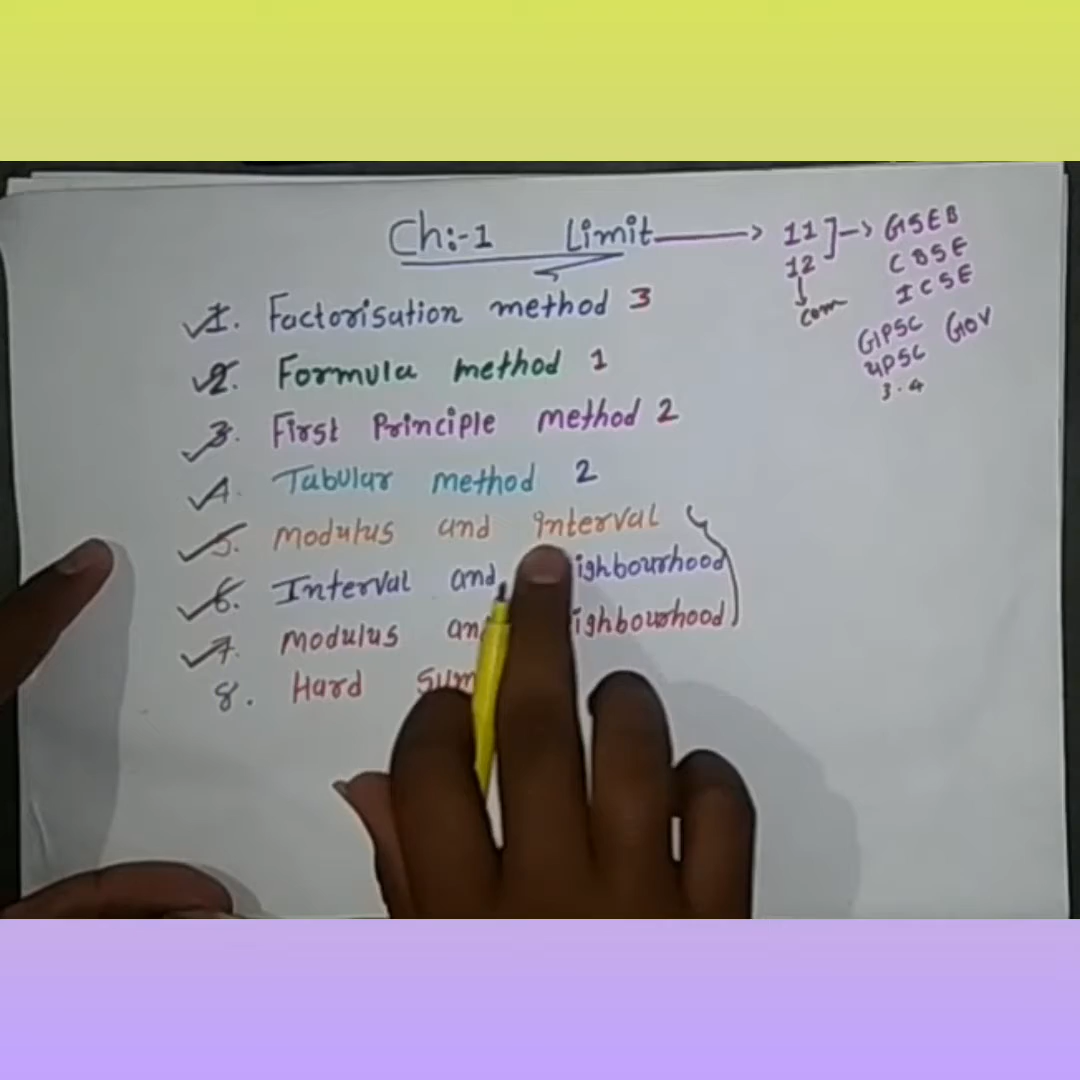 Ch:-1 Limit → 11 ] → GSEB
12 CBSE
↓ ICSE
com
GPSC GOV
UPSC
3.4
1. Factorisation method 3
2. Formula method 1
3. First Principle method 2
4. Tabular method 2
5. Modulus and Interval
6. Interval and ighbourhood
7. Modulus an ighbourhood
8. Hard Sum